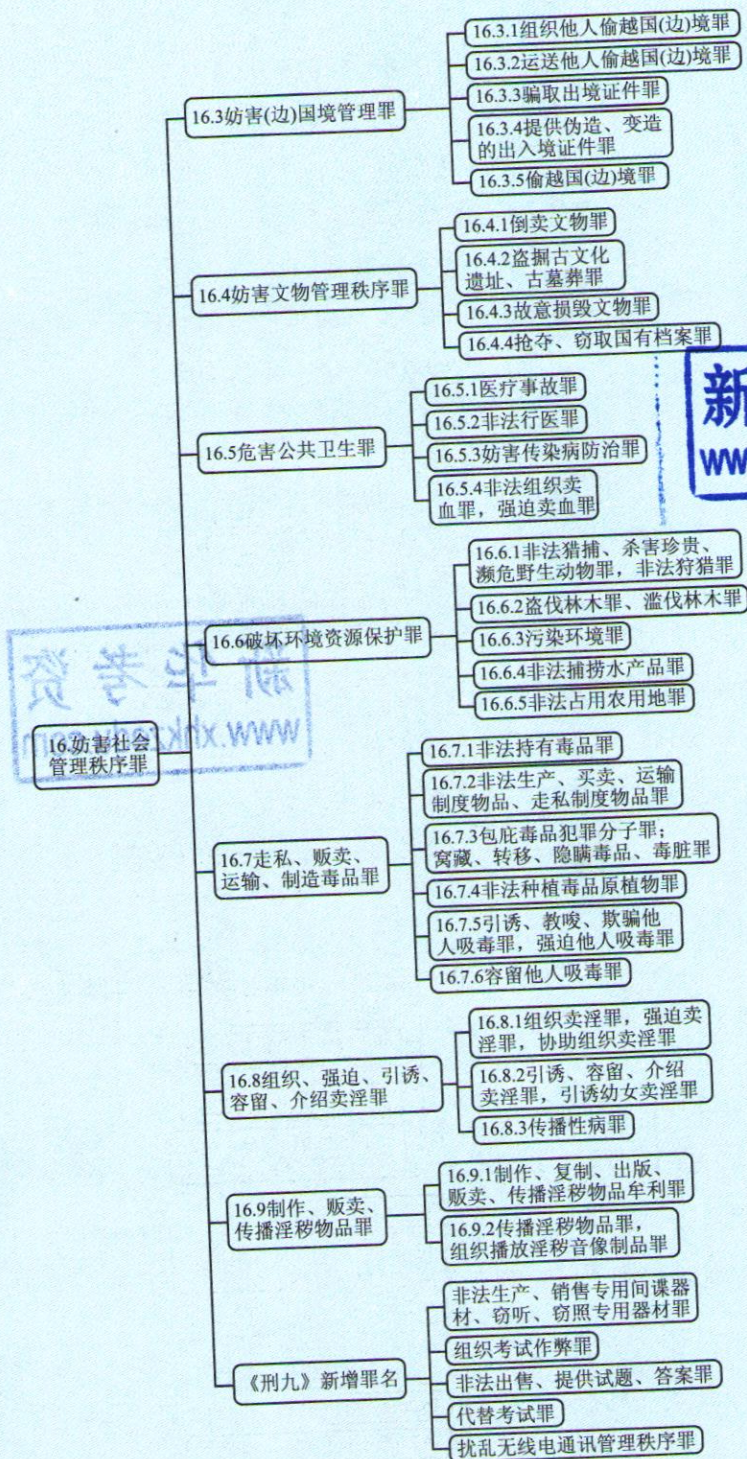 16.妨害社会
管理秩序罪
16.3妨害(边)国境管理罪
16.3.1组织他人偷越国(边)境罪
16.3.2运送他人偷越国(边)境罪
16.3.3骗取出境证件罪
16.3.4提供伪造、变造
的出入境证件罪
16.3.5偷越国(边)境罪
16.4妨害文物管理秩序罪
16.4.1倒卖文物罪
16.4.2盗掘古文化
遗址、古墓葬罪
16.4.3故意损毁文物罪
16.4.4抢夺、窃取国有档案罪
16.5危害公共卫生罪
16.5.1医疗事故罪
16.5.2非法行医罪
16.5.3妨害传染病防治罪
16.5.4非法组织卖
血罪，强迫卖血罪
16.6破坏环境资源保护罪
16.6.1非法猎捕、杀害珍贵、
濒危野生动物罪，非法狩猎罪
16.6.2盗伐林木罪、滥伐林木罪
16.6.3污染环境罪
16.6.4非法捕捞水产品罪
16.6.5非法占用农用地罪
16.7走私、贩卖、
运输、制造毒品罪
16.7.1非法持有毒品罪
16.7.2非法生产、买卖、运输
制度物品、走私制度物品罪
16.7.3包庇毒品犯罪分子罪；
窝藏、转移、隐瞒毒品、毒脏罪
16.7.4非法种植毒品原植物罪
16.7.5引诱、教唆、欺骗他
人吸毒罪，强迫他人吸毒罪
16.7.6容留他人吸毒罪
16.8组织、强迫、引诱、
容留、介绍卖淫罪
16.8.1组织卖淫罪，强迫卖
淫罪，协助组织卖淫罪
16.8.2引诱、容留、介绍
卖淫罪，引诱幼女卖淫罪
16.8.3传播性病罪
16.9制作、贩卖、
传播淫秽物品罪
16.9.1制作、复制、出版、
贩卖、传播淫秽物品牟利罪
16.9.2传播淫秽物品罪，
组织播放淫秽音像制品罪
《刑九》新增罪名
非法生产、销售专用间谍器
材、窃听、窃照专用器材罪
组织考试作弊罪
非法出售、提供试题、答案罪
代替考试罪
扰乱无线电通讯管理秩序罪
新
WW
新华考资
www.xhkzedy.com